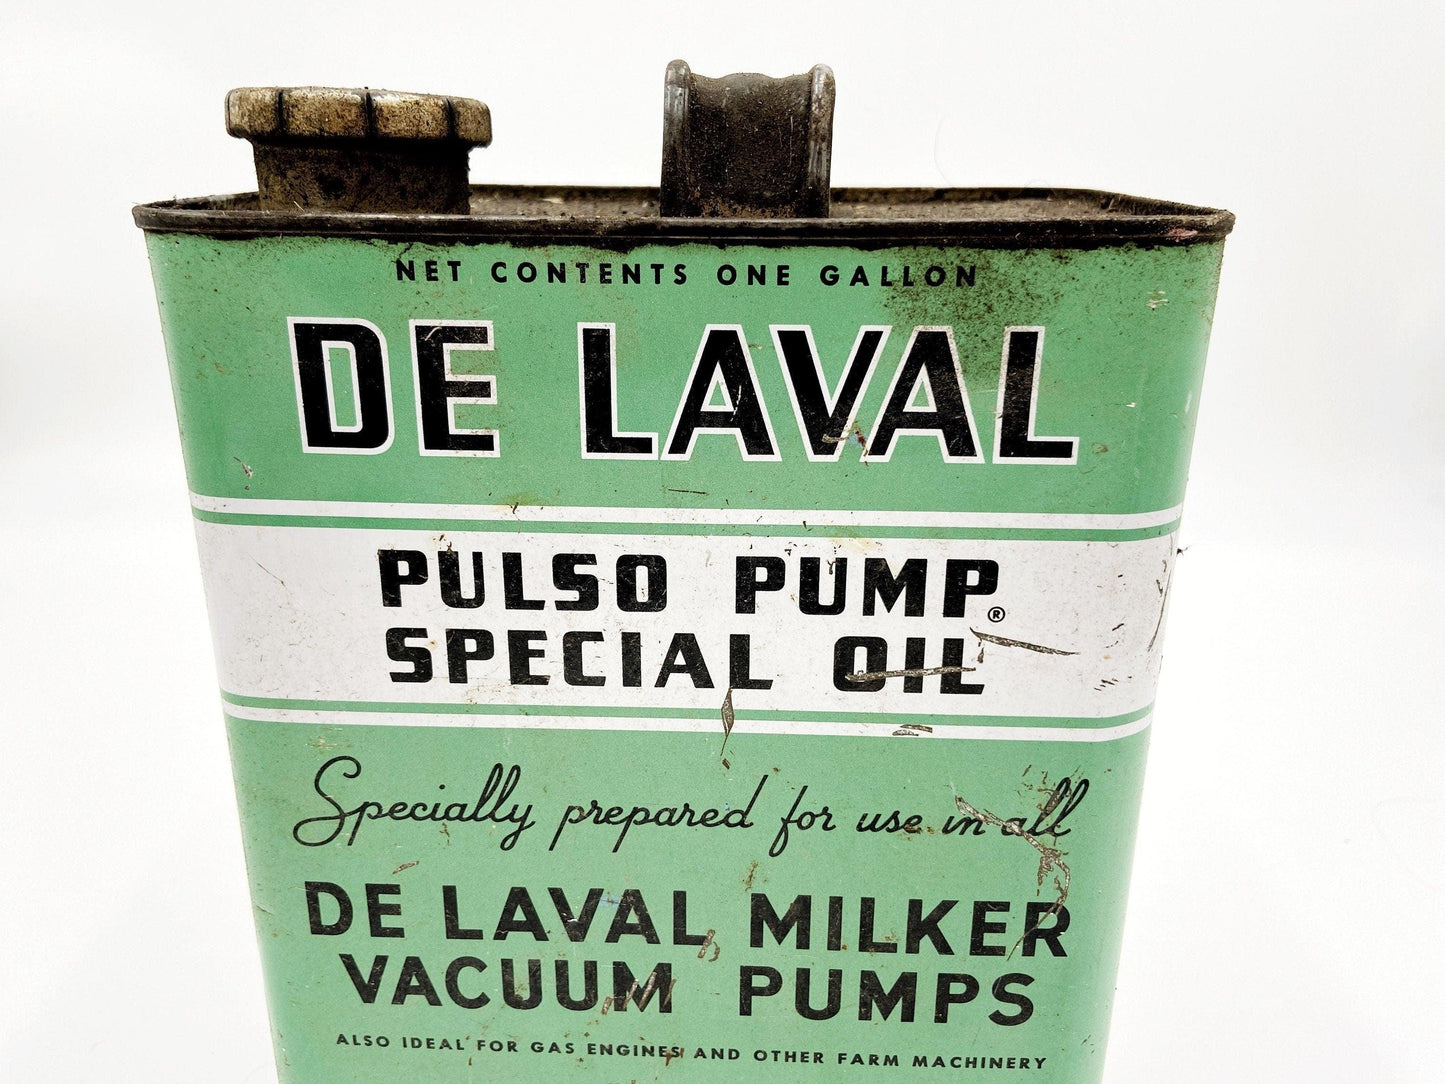 NET CONTENTS ONE GALLON
DE LAVAL
PULSO PUMP®
SPECIAL OIL
Specially prepared for use in all
DE LAVAL MILKER
VACUUM PUMPS
ALSO IDEAL FOR GAS ENGINES AND OTHER FARM MACHINERY